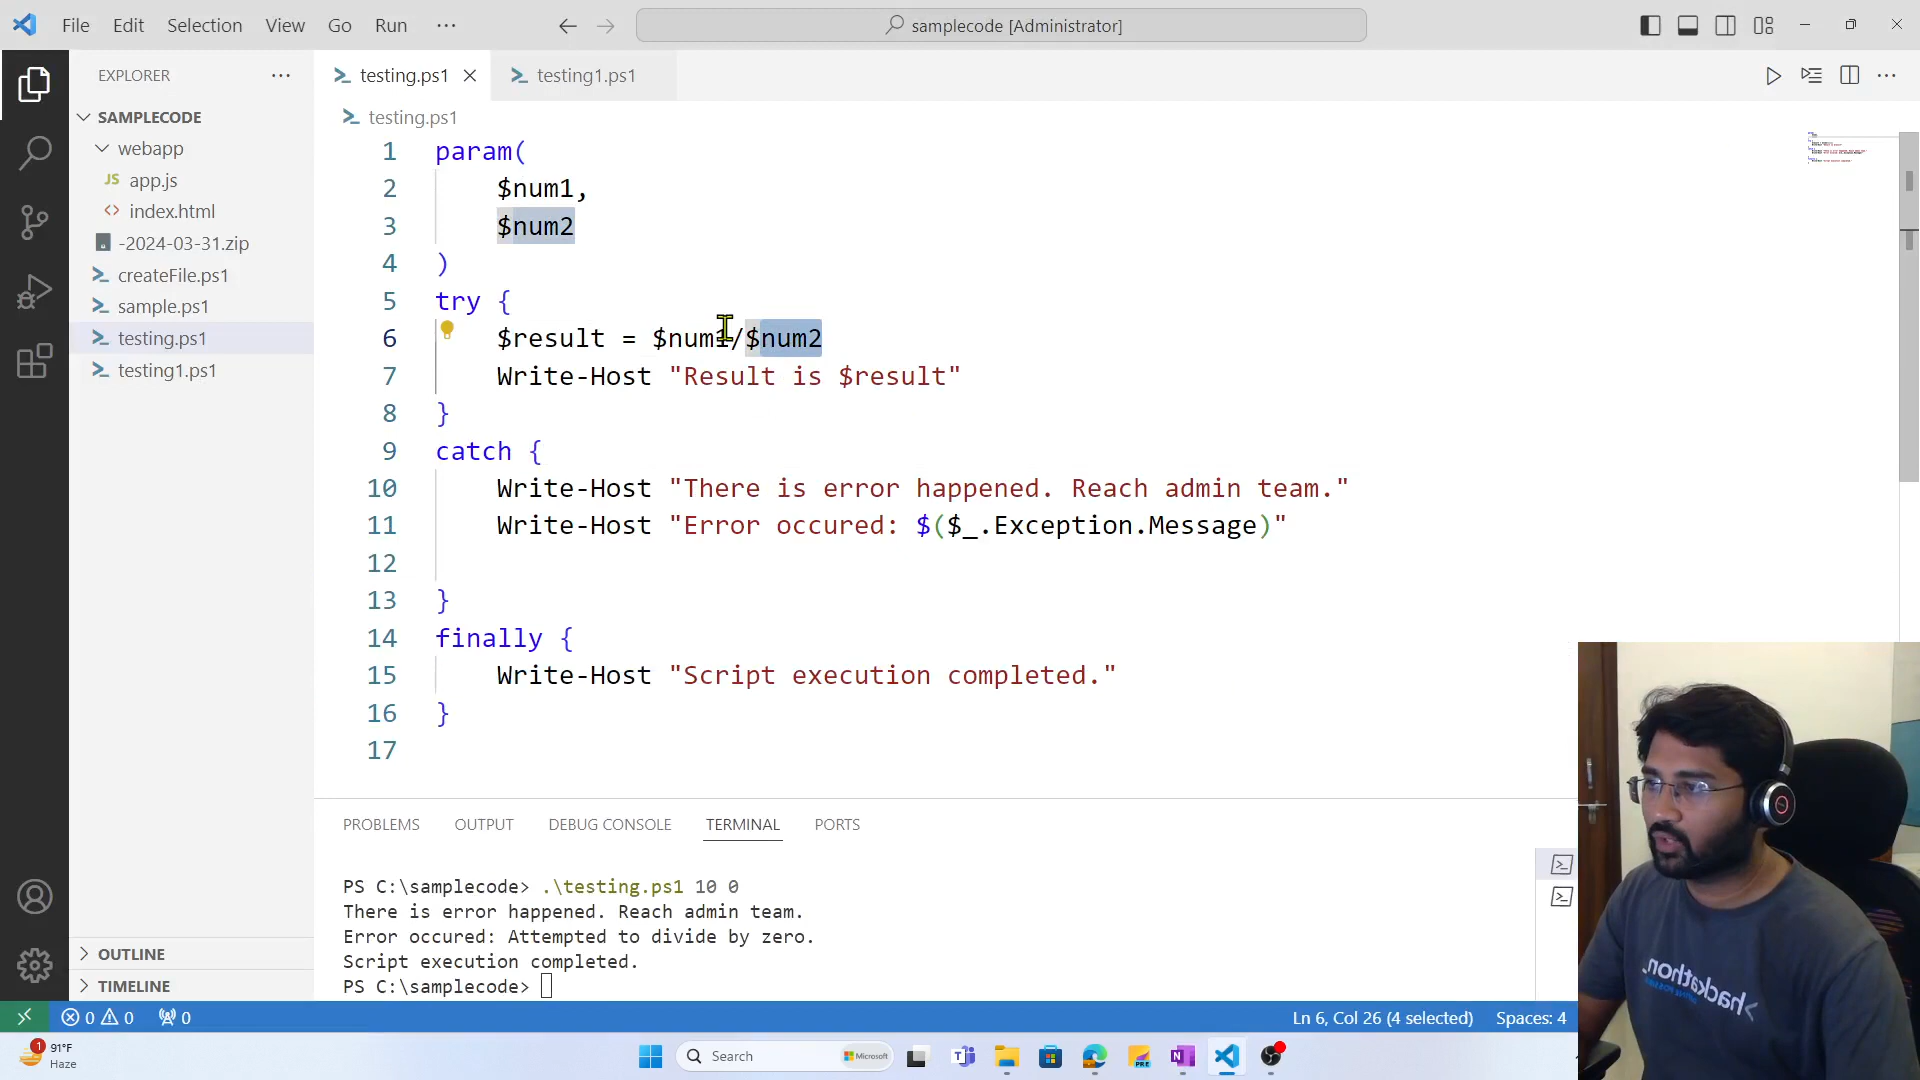 File Edit Selection View Go Run ···
samplecode [Administrator]
EXPLORER ···
SAMPLECODE
webapp
JS app.js
<> index.html
-2024-03-31.zip
createFile.ps1
sample.ps1
testing.ps1
testing1.ps1
OUTLINE
TIMELINE
testing.ps1 testing1.ps1
testing.ps1
1 param(
2 $num1,
3 $num2
4 )
5 try {
6 $result = $num1/$num2
7 Write-Host "Result is $result"
8 }
9 catch {
10 Write-Host "There is error happened. Reach admin team."
11 Write-Host "Error occured: $($_.Exception.Message)"
12
13 }
14 finally {
15 Write-Host "Script execution completed."
16 }
17
PROBLEMS OUTPUT DEBUG CONSOLE TERMINAL PORTS
PS C:\samplecode> .\testing.ps1 10 0
There is error happened. Reach admin team.
Error occured: Attempted to divide by zero.
Script execution completed.
PS C:\samplecode>
hackathon_
0 0 0
Ln 6, Col 26 (4 selected) Spaces: 4
1
91°F
Haze
Search
Microsoft
PRE